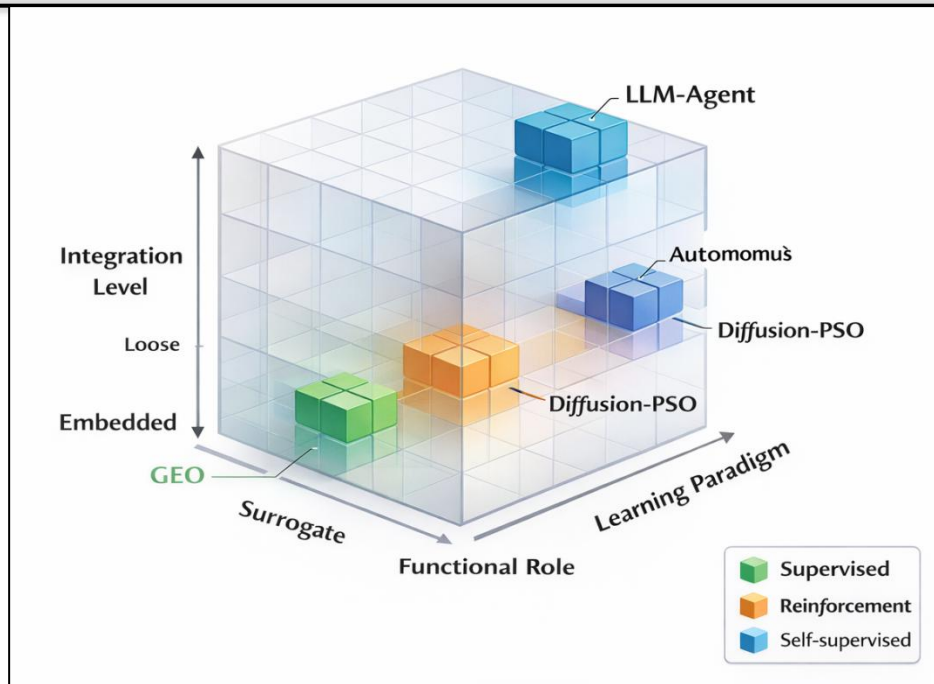 LLM-Agent
Integration
Level
Automomus̀
Diffusion-PSO
Loose
Diffusion-PSO
Embedded
GEO
Surrogate
Learning Paradigm
Functional Role
Supervised
Reinforcement
Self-supervised